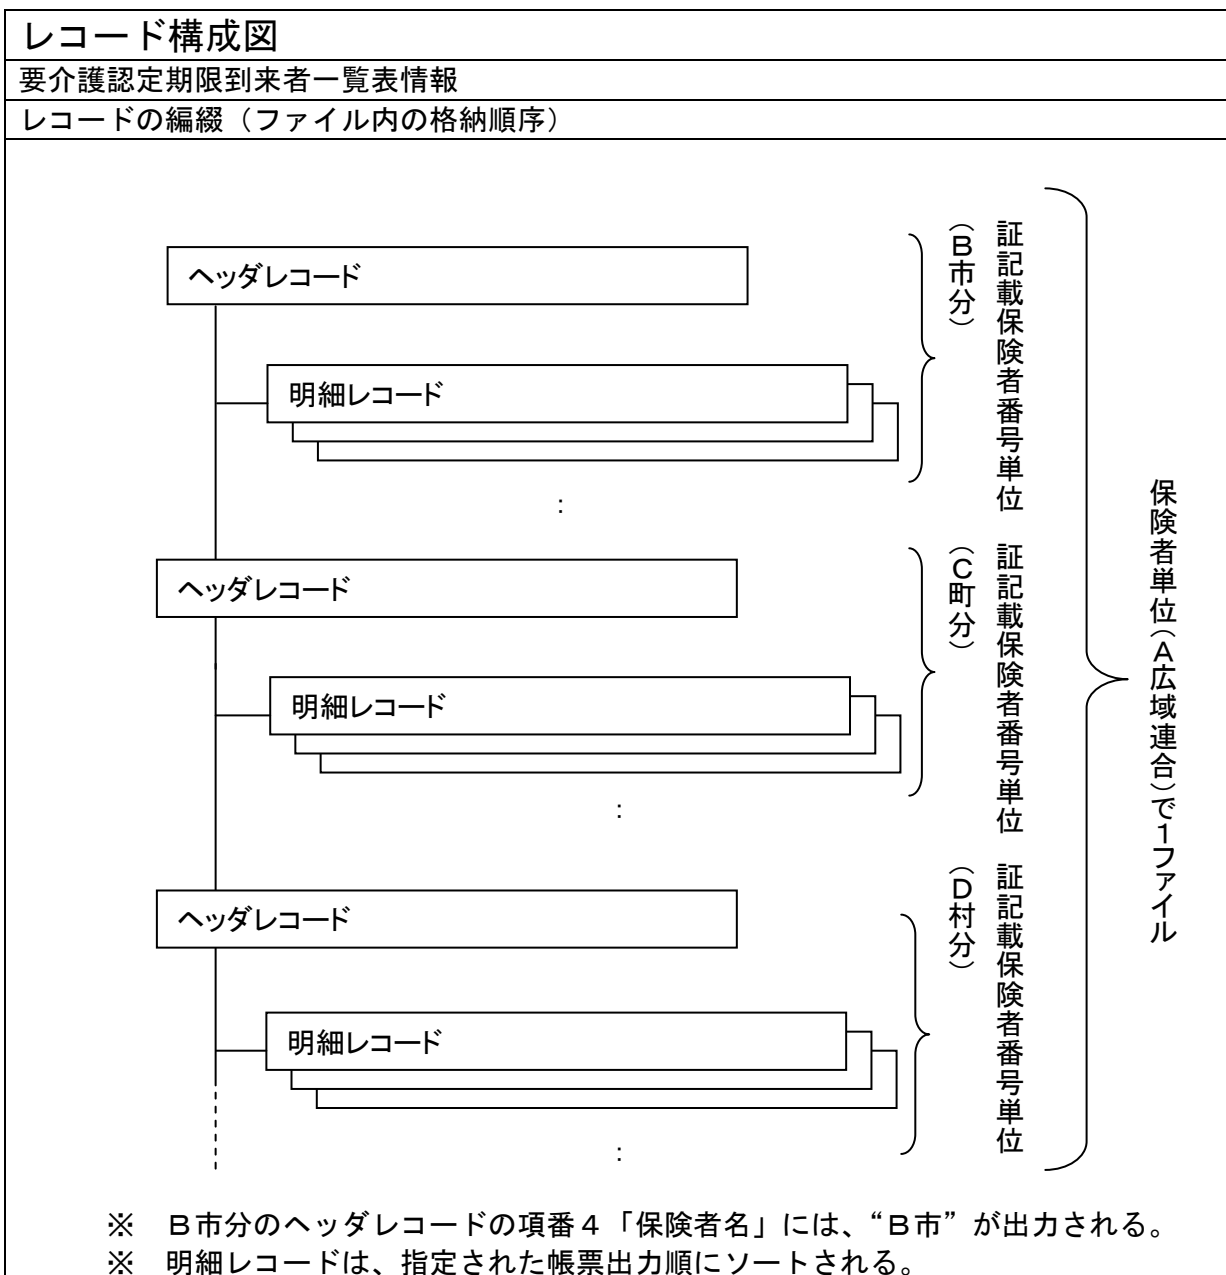 レコード構成図
要介護認定期限到来者一覧表情報
レコードの編綴（ファイル内の格納順序）
ヘッダレコード
明細レコード
：
証記載保険者番号単位
（Ｂ市分）
ヘッダレコード
明細レコード
：
証記載保険者番号単位
（Ｃ町分）
ヘッダレコード
明細レコード
：
証記載保険者番号単位
（Ｄ村分）
保険者単位（Ａ広域連合）で１ファイル
※　Ｂ市分のヘッダレコードの項番４「保険者名」には、“Ｂ市”が出力される。
※　明細レコードは、指定された帳票出力順にソートされる。